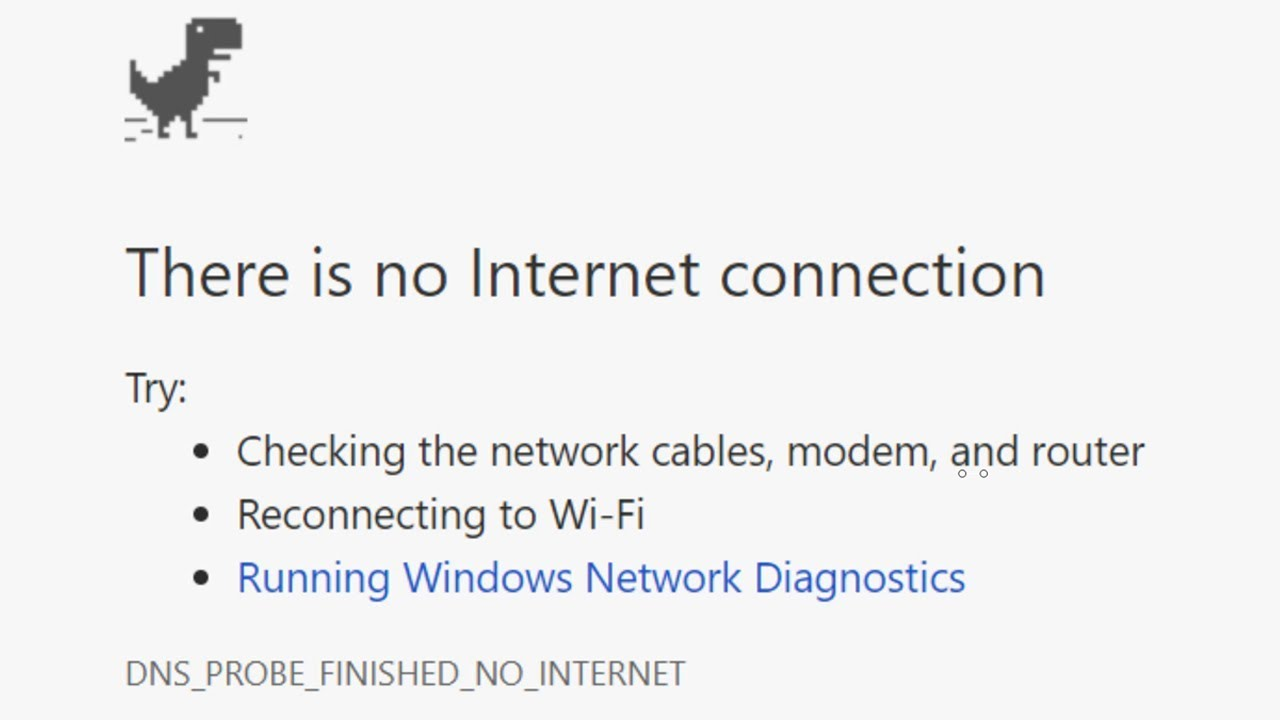 There is no Internet connection
Try:
Checking the network cables, modem, and router
Reconnecting to Wi-Fi
Running Windows Network Diagnostics
DNS_PROBE_FINISHED_NO_INTERNET